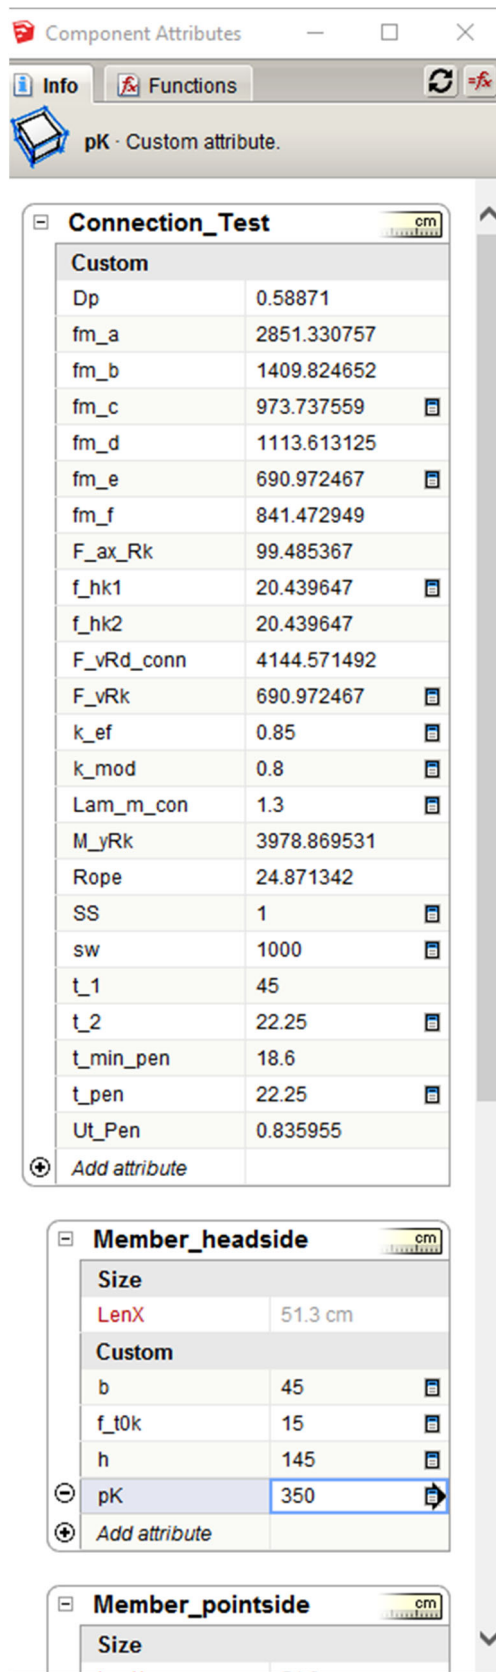 Component Attributes
Info Functions =fx
pK · Custom attribute.
Connection_Test cm
Custom
Dp 0.58871
fm_a 2851.330757
fm_b 1409.824652
fm_c 973.737559
fm_d 1113.613125
fm_e 690.972467
fm_f 841.472949
F_ax_Rk 99.485367
f_hk1 20.439647
f_hk2 20.439647
F_vRd_conn 4144.571492
F_vRk 690.972467
k_ef 0.85
k_mod 0.8
Lam_m_con 1.3
M_yRk 3978.869531
Rope 24.871342
SS 1
sw 1000
t_1 45
t_2 22.25
t_min_pen 18.6
t_pen 22.25
Ut_Pen 0.835955
Add attribute
Member_headside cm
Size
LenX 51.3 cm
Custom
b 45
f_t0k 15
h 145
pK 350
Add attribute
Member_pointside cm
Size